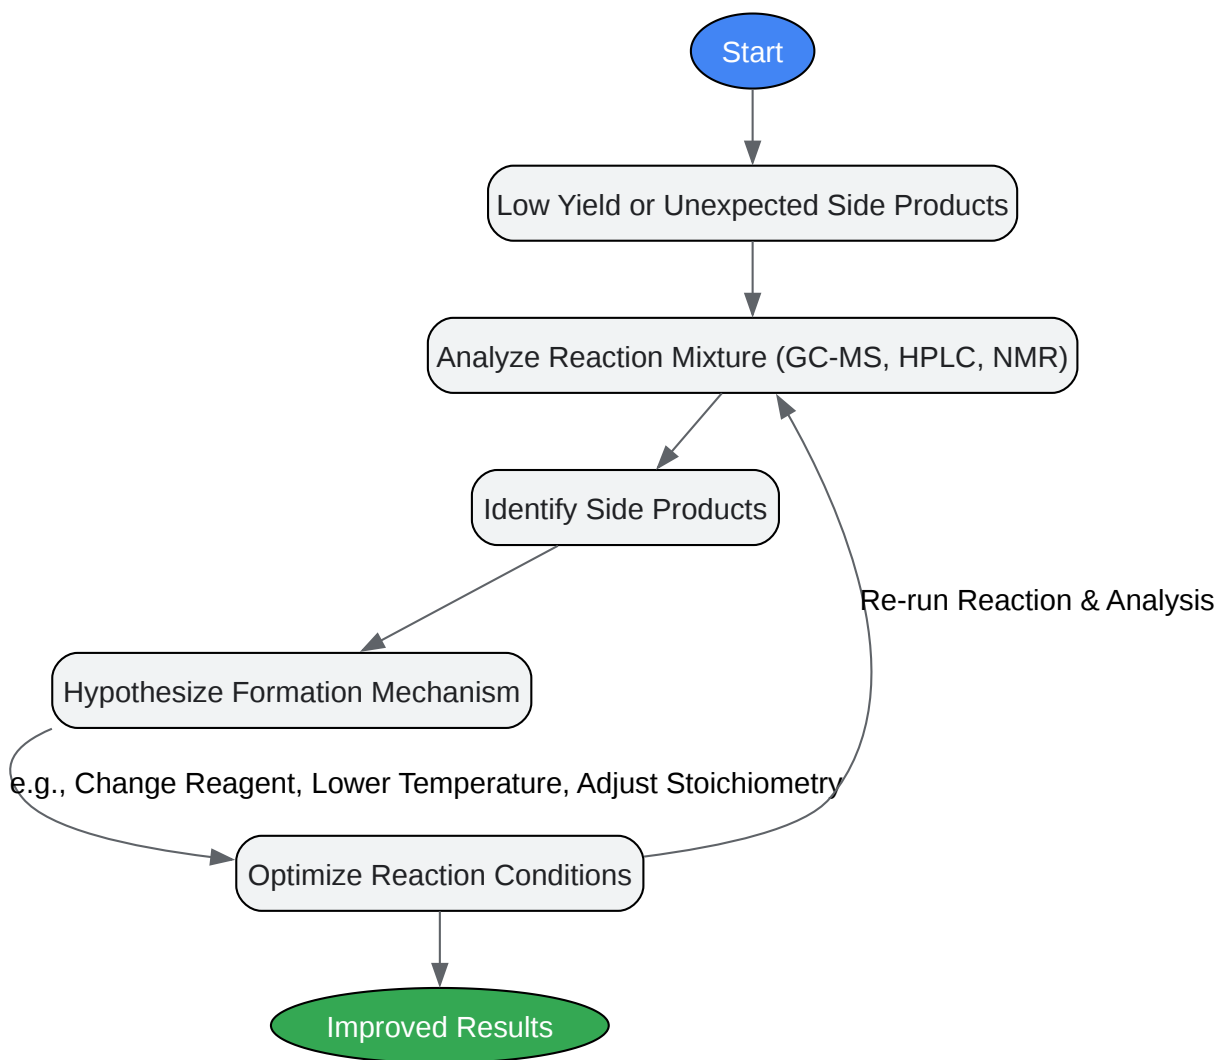 Start
Low Yield or Unexpected Side Products
Analyze Reaction Mixture (GC-MS, HPLC, NMR)
Identify Side Products
Re-run Reaction & Analysis
Hypothesize Formation Mechanism
e.g., Change Reagent, Lower Temperature, Adjust Stoichiometry
Optimize Reaction Conditions
Improved Results